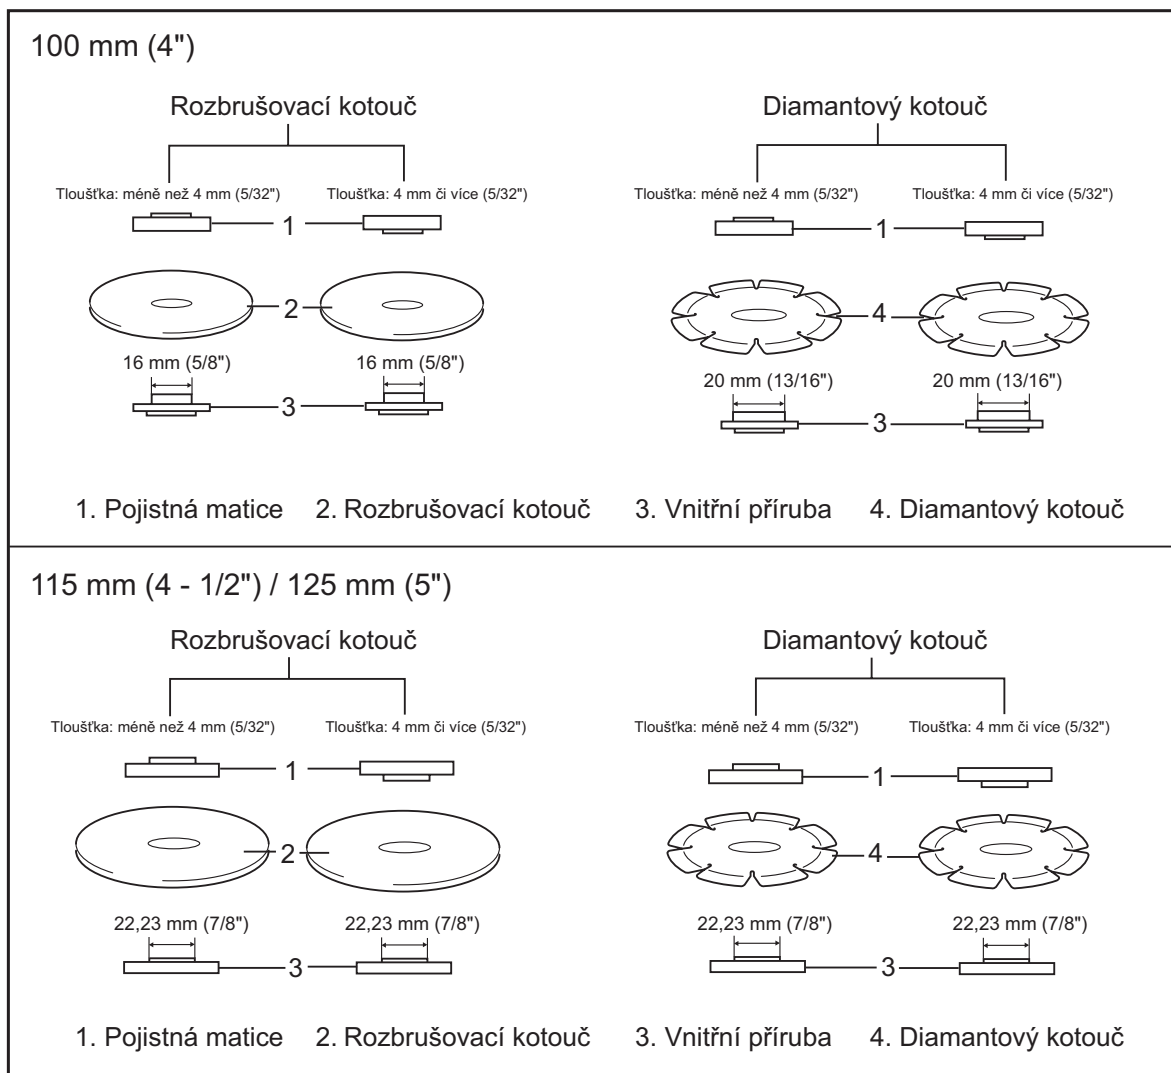 100 mm (4")
Rozbrušovací kotouč
Diamantový kotouč
Tloušťka: méně než 4 mm (5/32")
Tloušťka: 4 mm či více (5/32")
Tloušťka: méně než 4 mm (5/32")
Tloušťka: 4 mm či více (5/32")
1
1
2
4
16 mm (5/8")
16 mm (5/8")
20 mm (13/16")
20 mm (13/16")
3
3
1. Pojistná matice 2. Rozbrušovací kotouč 3. Vnitřní příruba 4. Diamantový kotouč
115 mm (4 - 1/2") / 125 mm (5")
Rozbrušovací kotouč
Diamantový kotouč
Tloušťka: méně než 4 mm (5/32")
Tloušťka: 4 mm či více (5/32")
Tloušťka: méně než 4 mm (5/32")
Tloušťka: 4 mm či více (5/32")
1
1
2
4
22,23 mm (7/8")
22,23 mm (7/8")
22,23 mm (7/8")
22,23 mm (7/8")
3
3
1. Pojistná matice 2. Rozbrušovací kotouč 3. Vnitřní příruba 4. Diamantový kotouč